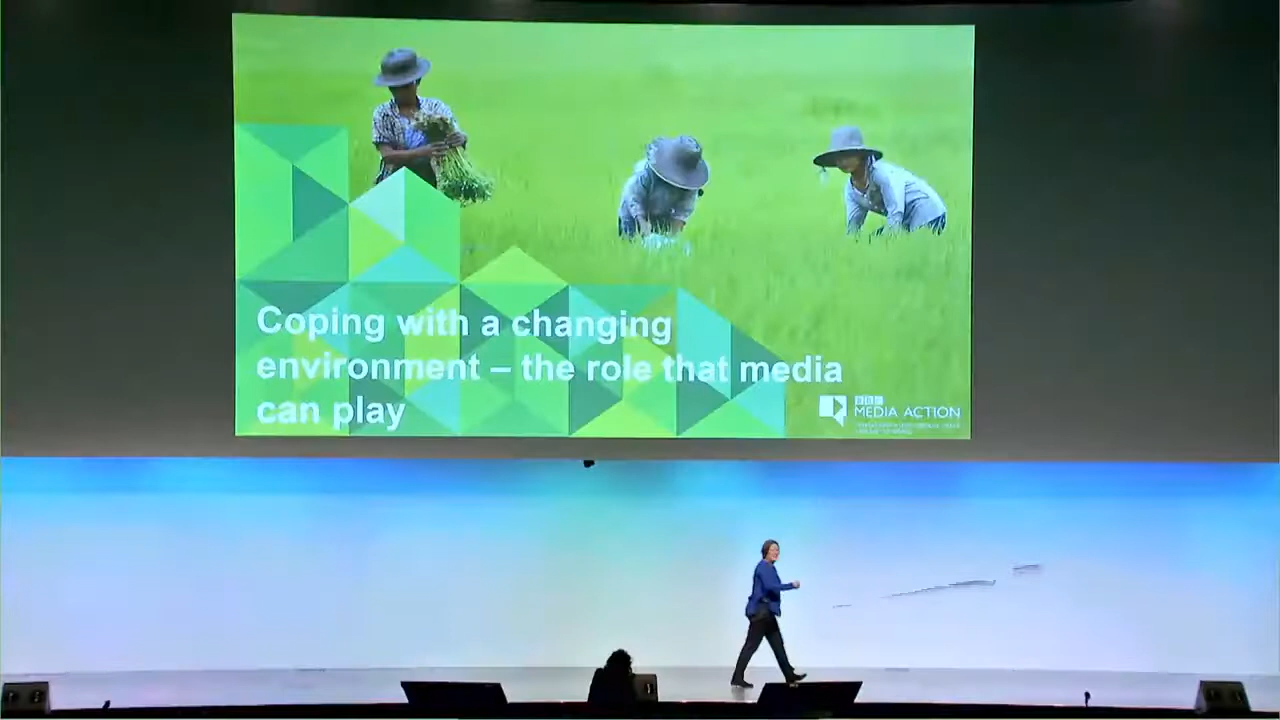 Coping with a changing
environment – the role that media
can play
BBC
MEDIA ACTION